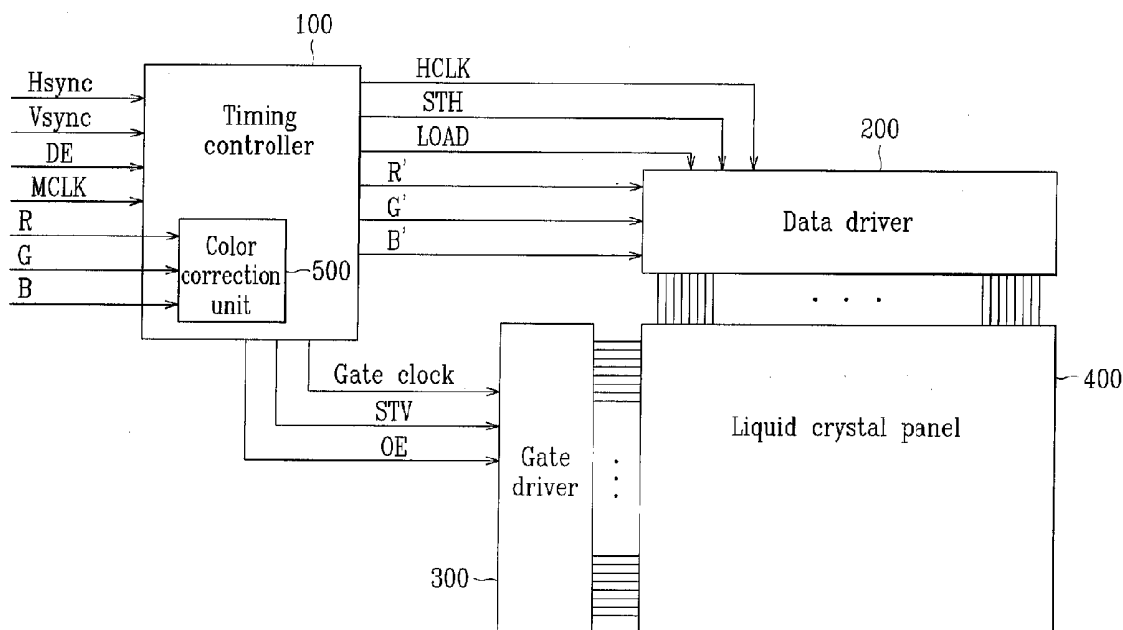 100
Hsync
Vsync
DE
MCLK
R
G
B
Timing
controller
Color
correction
unit
500
HCLK
STH
LOAD
R'
G'
B'
200
Data driver
. . .
Gate clock
STV
OE
Gate
driver
300
Liquid crystal panel
400